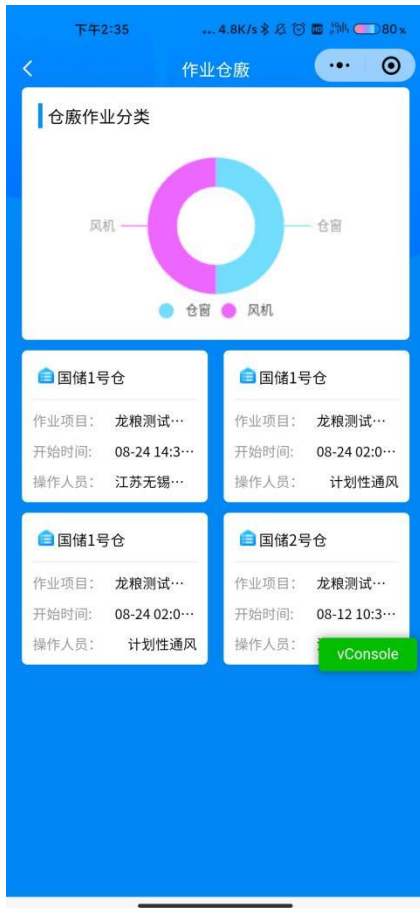 下午2:35 ... 4.8K/s 80
作业仓廒
仓廒作业分类
风机 仓窗
仓窗 风机
国储1号仓 国储1号仓
作业项目： 龙粮测试… 作业项目： 龙粮测试…
开始时间: 08-24 14:3… 开始时间: 08-24 02:0…
操作人员： 江苏无锡… 操作人员： 计划性通风
国储1号仓 国储2号仓
作业项目： 龙粮测试… 作业项目： 龙粮测试…
开始时间: 08-24 02:0… 开始时间: 08-12 10:3…
操作人员： 计划性通风 操作人员：
vConsole